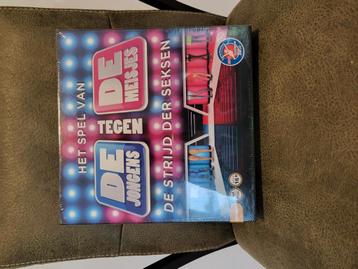 HET SPEL VAN
DE
JONGENS
TEGEN
DE
MEISJES
DE STRIJD DER SEKSEN